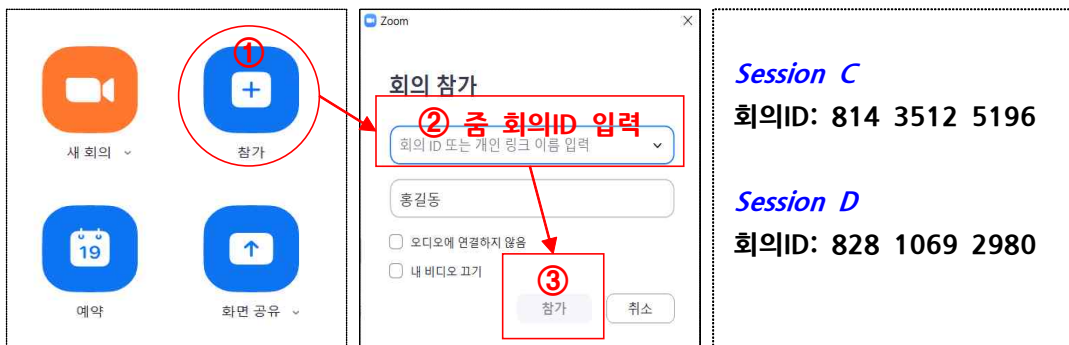 ①
새 회의
참가
19
예약
화면 공유
Zoom
회의 참가
② 줌 회의ID 입력
회의 ID 또는 개인 링크 이름 입력
홍길동
오디오에 연결하지 않음
내 비디오 끄기
③
참가
취소
Session C
회의ID: 814 3512 5196
Session D
회의ID: 828 1069 2980